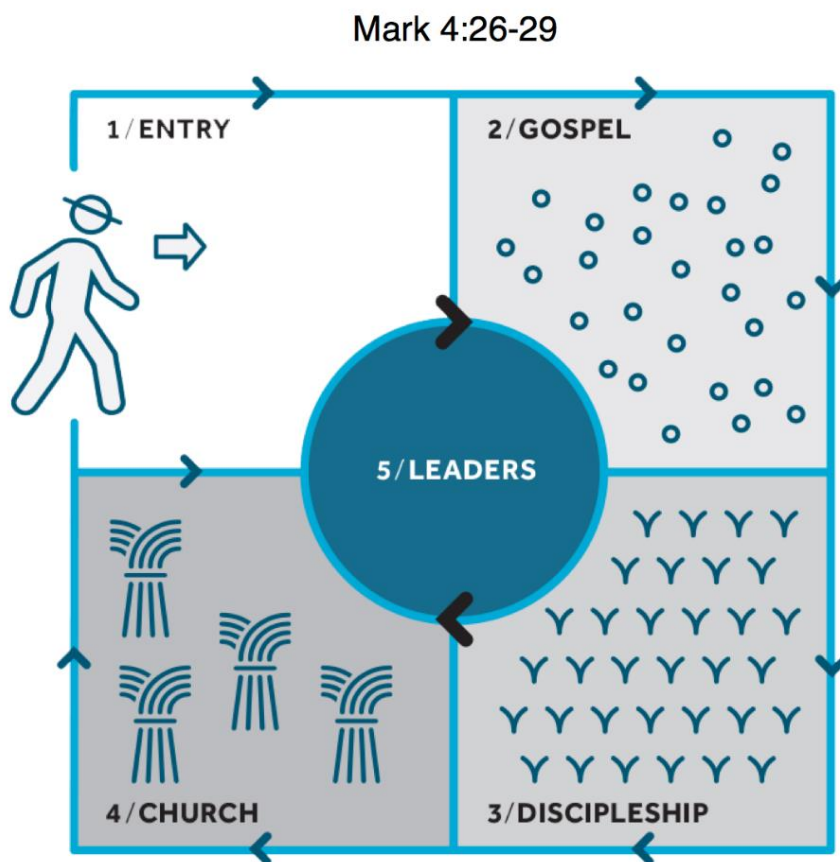 Mark 4:26-29
1/ENTRY
2/GOSPEL
5/LEADERS
4/CHURCH
3/DISCIPLESHIP